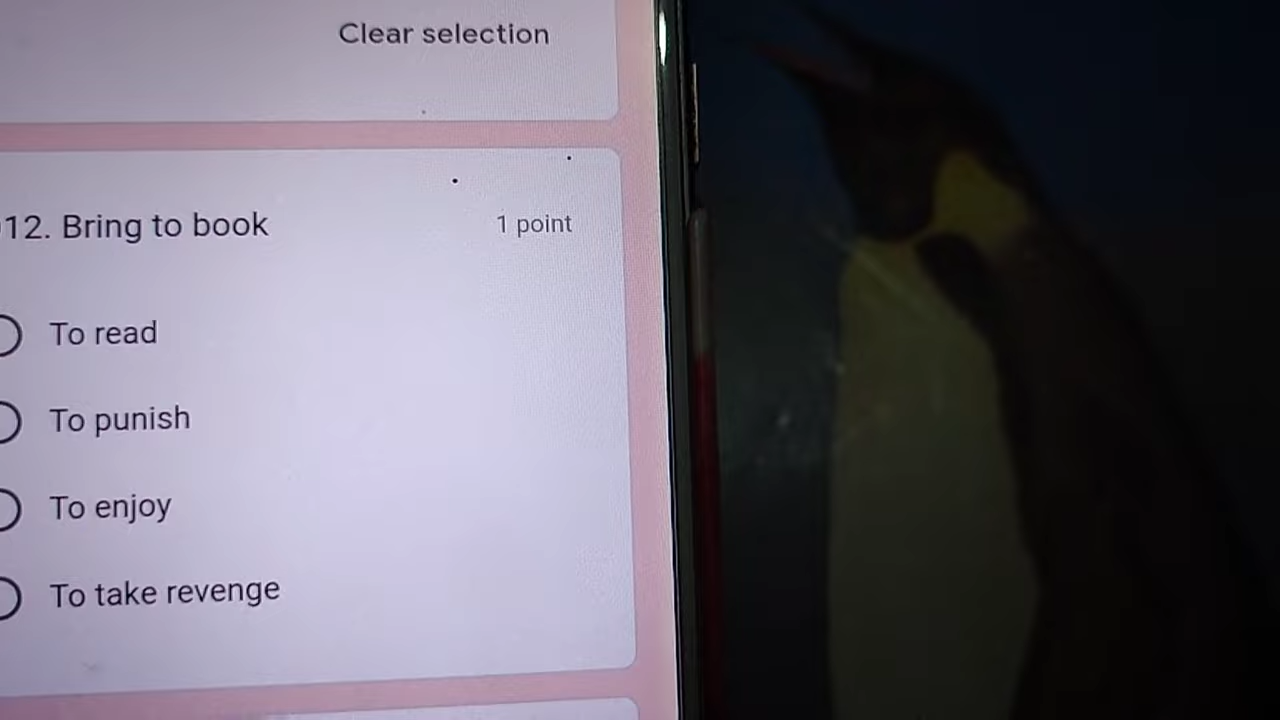 Clear selection
12. Bring to book
1 point
To read
To punish
To enjoy
To take revenge